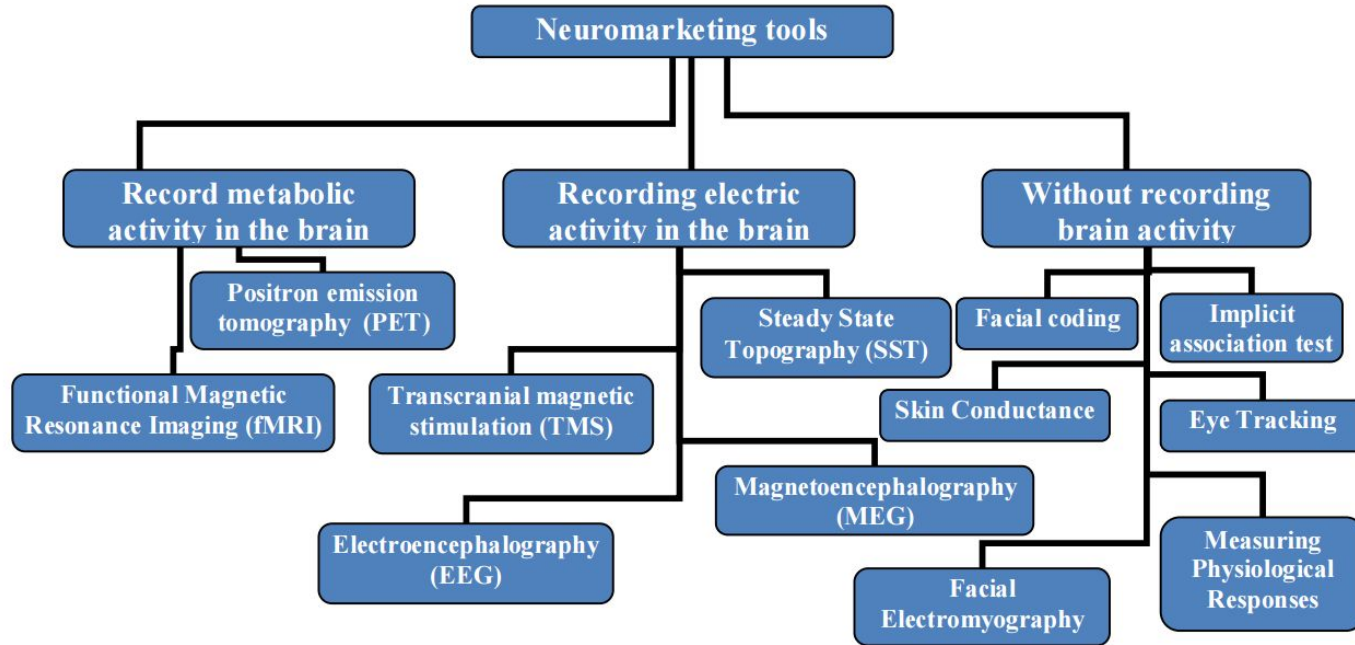 Neuromarketing tools
Record metabolic
activity in the brain
Recording electric
activity in the brain
Without recording
brain activity
Positron emission
tomography (PET)
Functional Magnetic
Resonance Imaging (fMRI)
Steady State
Topography (SST)
Transcranial magnetic
stimulation (TMS)
Magnetoencephalography
(MEG)
Electroencephalography
(EEG)
Facial coding
Implicit
association test
Skin Conductance
Eye Tracking
Facial
Electromyography
Measuring
Physiological
Responses